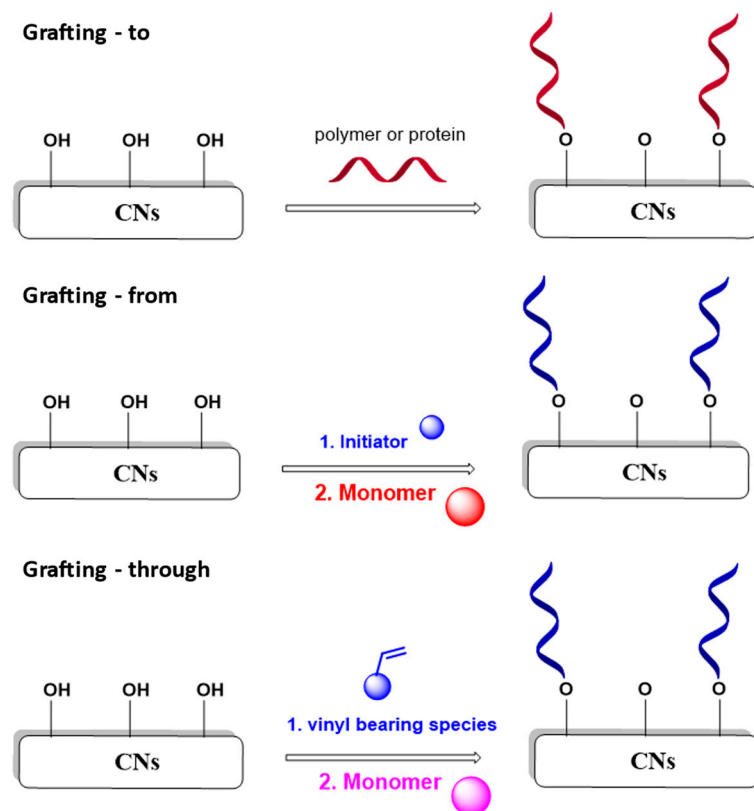 Grafting - to
OH OH OH
polymer or protein
O O O
CNs
CNs
Grafting - from
OH OH OH
1. Initiator
2. Monomer
O O O
CNs
CNs
Grafting - through
OH OH OH
1. vinyl bearing species
2. Monomer
O O O
CNs
CNs